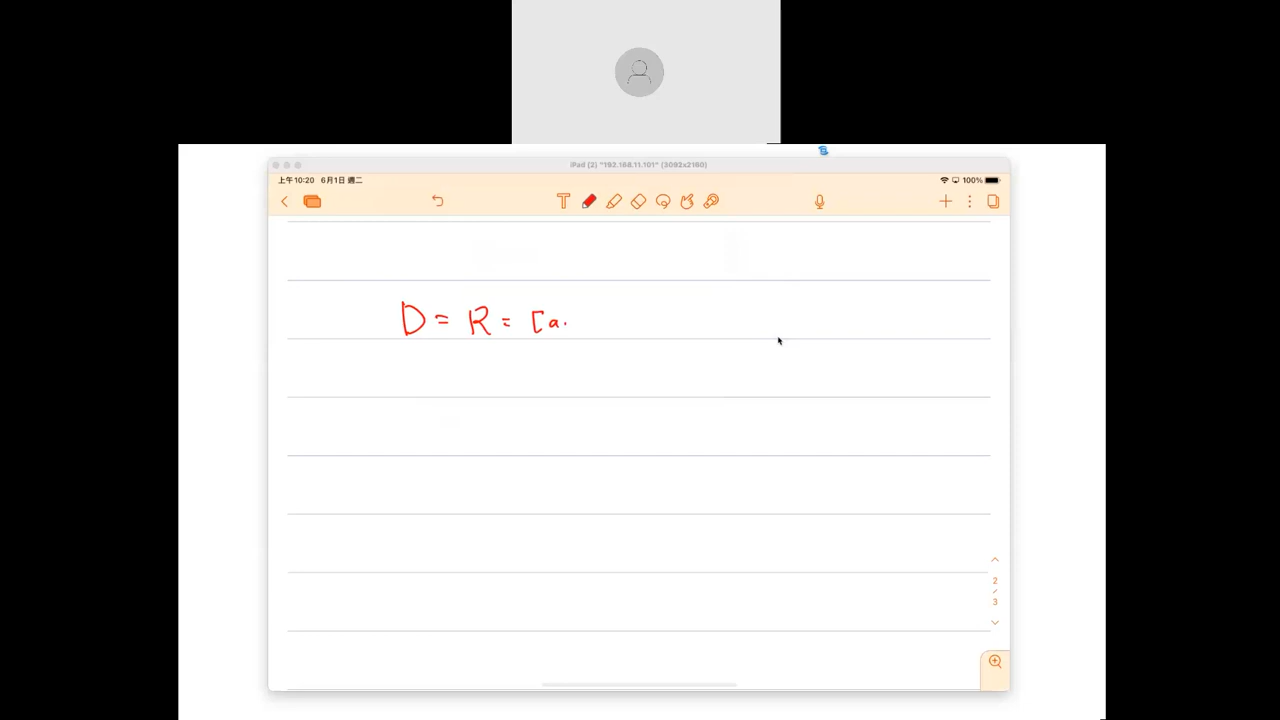 iPad [2] "192.168.11.101" (3092x2160)
上午10:20 6月1日 週二 100%
T
D = R = [a.
2
/
3